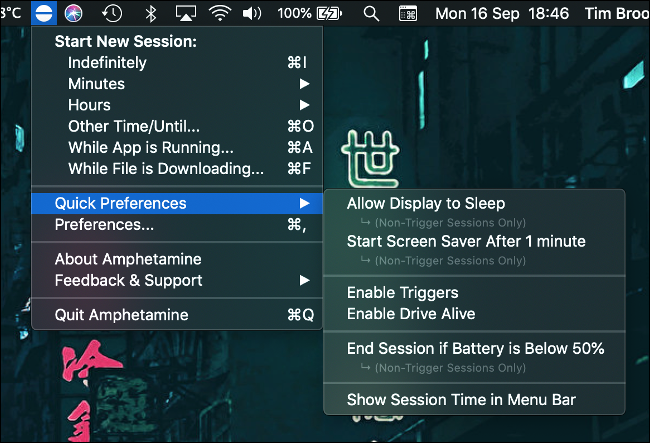 8°C 100% Mon 16 Sep 18:46 Tim Broo
Start New Session:
Indefinitely ⌘I
Minutes ▶
Hours ▶
Other Time/Until... ⌘O
While App is Running... ⌘A
While File is Downloading... ⌘F
Quick Preferences ▶
Preferences... ⌘,
About Amphetamine
Feedback & Support ▶
Quit Amphetamine ⌘Q
Allow Display to Sleep
↪ (Non-Trigger Sessions Only)
Start Screen Saver After 1 minute
↪ (Non-Trigger Sessions Only)
Enable Triggers
Enable Drive Alive
End Session if Battery is Below 50%
↪ (Non-Trigger Sessions Only)
Show Session Time in Menu Bar
世
冷